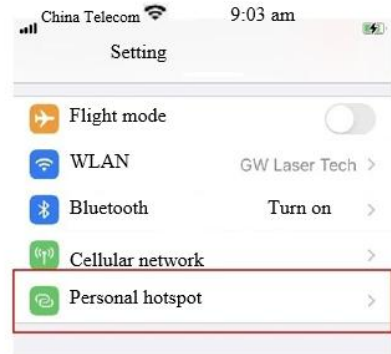 China Telecom 9:03 am
Setting
Flight mode
WLAN GW Laser Tech
Bluetooth Turn on
Cellular network
Personal hotspot